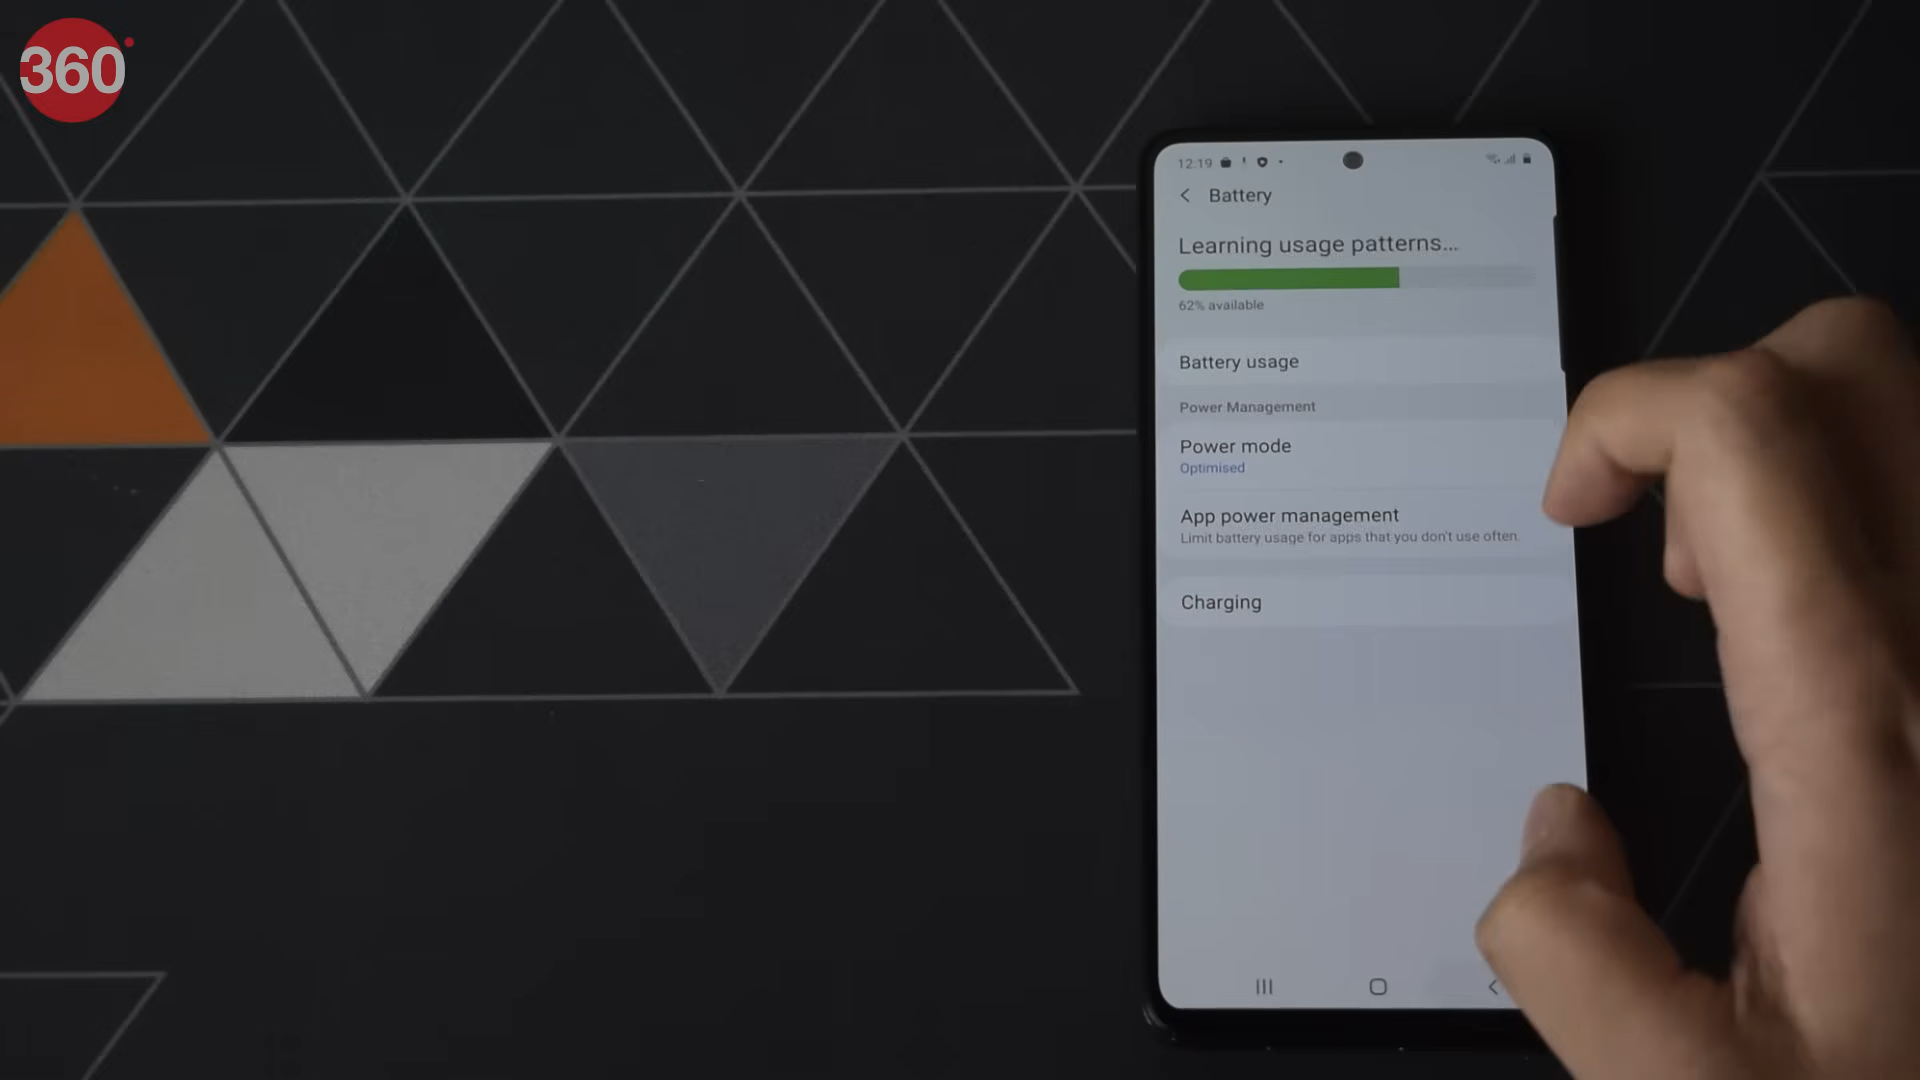 360
12:19
Battery
Learning usage patterns...
62% available
Battery usage
Power Management
Power mode
Optimised
App power management
Limit battery usage for apps that you don't use often.
Charging